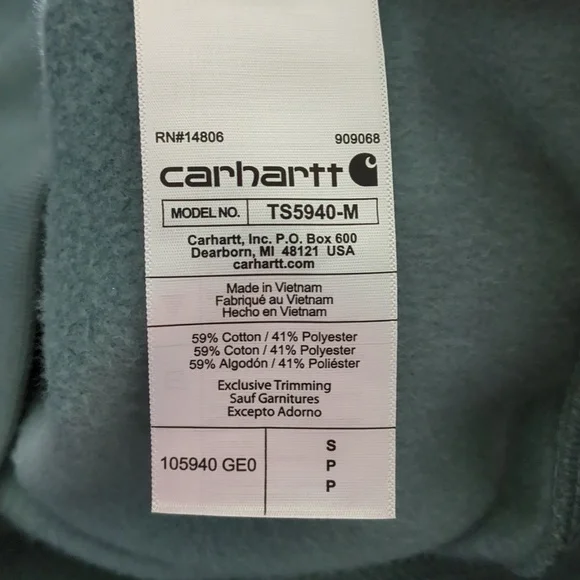 RN#14806 909068
carhartt
MODEL NO. TS5940-M
Carhartt, Inc. P.O. Box 600
Dearborn, MI 48121 USA
carhartt.com
Made in Vietnam
Fabriqué au Vietnam
Hecho en Vietnam
59% Cotton / 41% Polyester
59% Coton / 41% Polyester
59% Algodón / 41% Poliéster
Exclusive Trimming
Sauf Garnitures
Excepto Adorno
105940 GE0
S
P
P